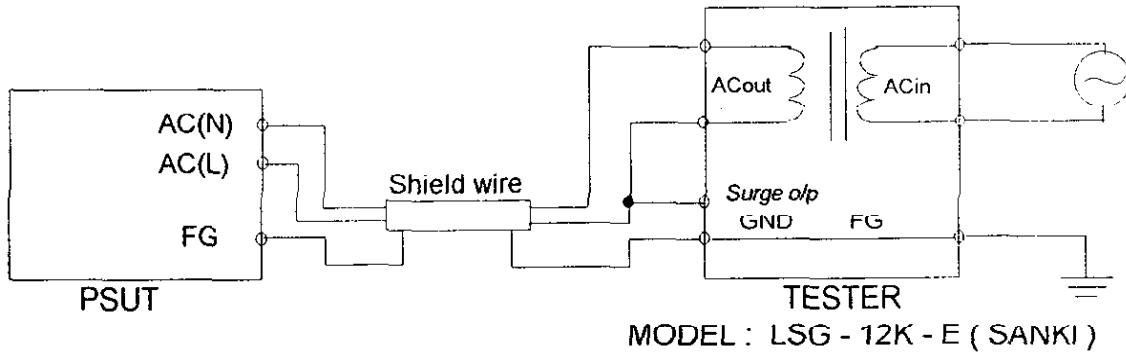 AC(N)
AC(L)
FG
PSUT
Shield wire
ACout
ACin
Surge o/p
GND FG
TESTER
MODEL : LSG - 12K - E ( SANKI )